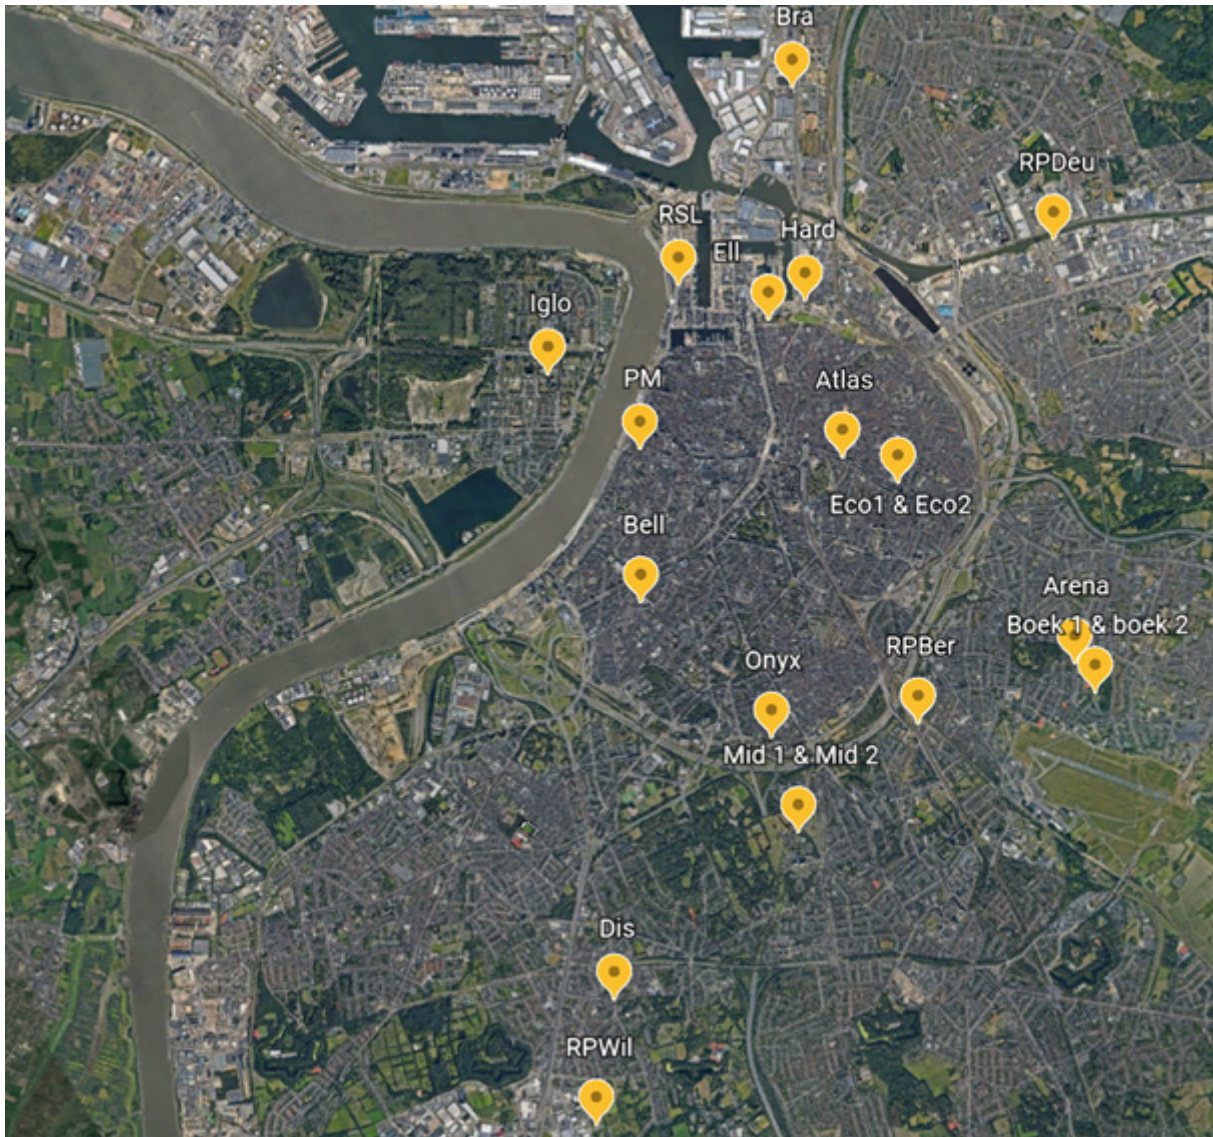 Bra
RPDeu
RSL
Hard
Ell
Iglo
PM
Atlas
Eco1 & Eco2
Bell
Arena
Boek 1 & boek 2
RPBer
Onyx
Mid 1 & Mid 2
Dis
RPWil